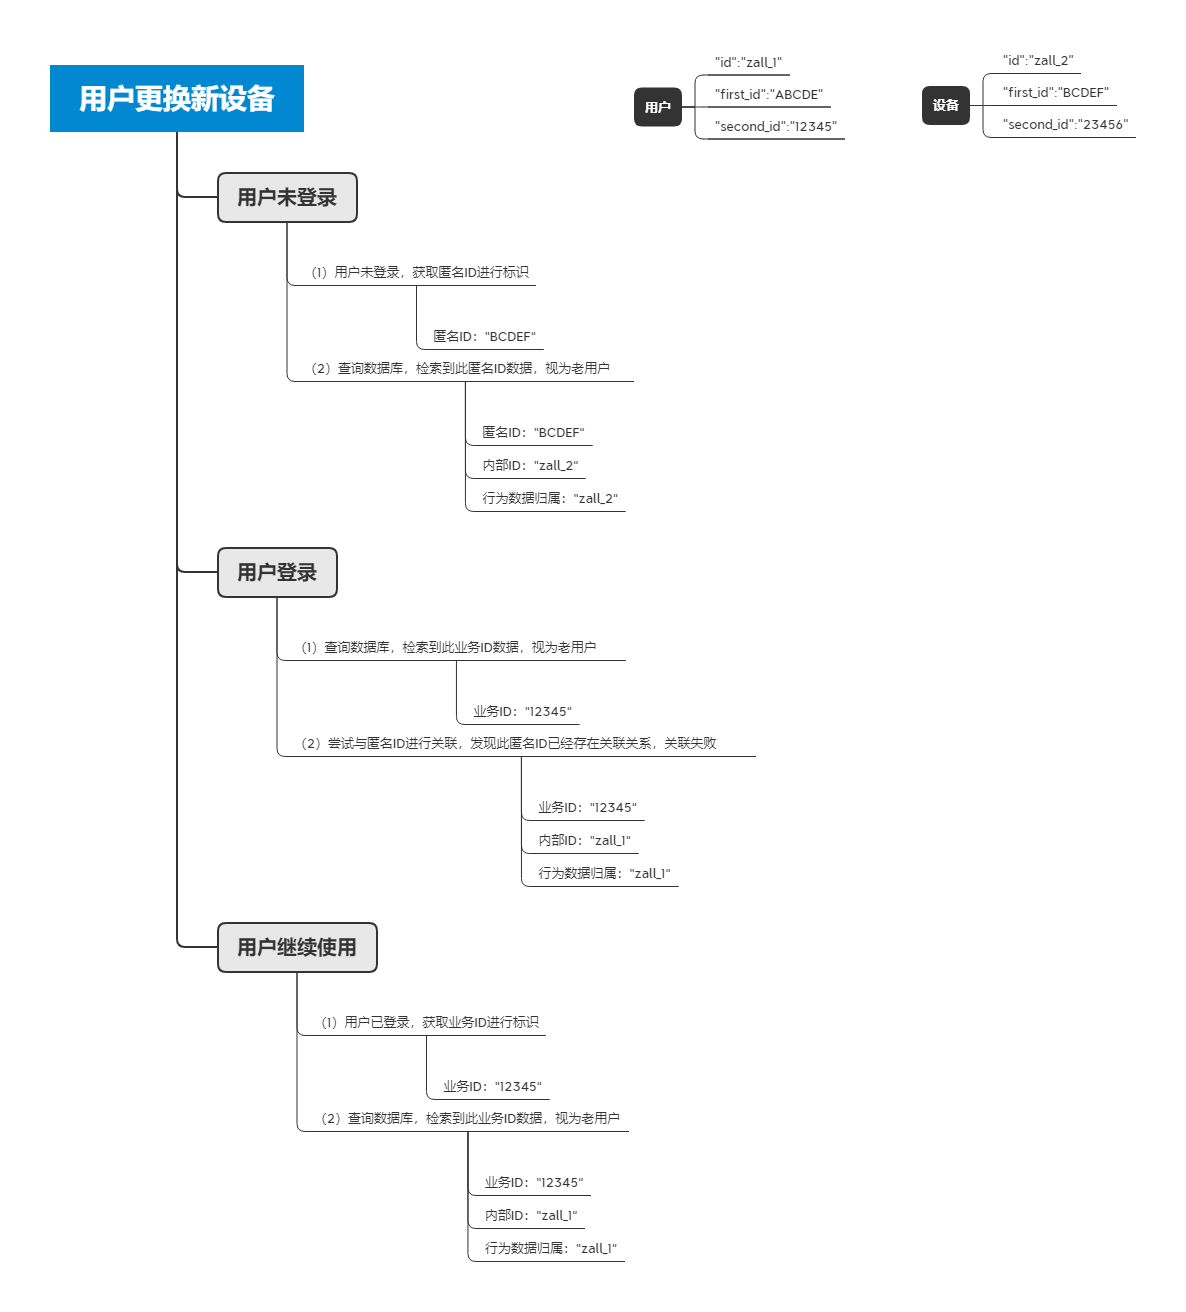 用户更换新设备
用户
"id":"zall_1"
"first_id":"ABCDE"
"second_id":"12345"
设备
"id":"zall_2"
"first_id":"BCDEF"
"second_id":"23456"
用户未登录
（1）用户未登录，获取匿名ID进行标识
匿名ID："BCDEF"
（2）查询数据库，检索到此匿名ID数据，视为老用户
匿名ID："BCDEF"
内部ID："zall_2"
行为数据归属："zall_2"
用户登录
（1）查询数据库，检索到此业务ID数据，视为老用户
业务ID："12345"
（2）尝试与匿名ID进行关联，发现此匿名ID已经存在关联关系，关联失败
业务ID："12345"
内部ID："zall_1"
行为数据归属："zall_1"
用户继续使用
（1）用户已登录，获取业务ID进行标识
业务ID："12345"
（2）查询数据库，检索到此业务ID数据，视为老用户
业务ID："12345"
内部ID："zall_1"
行为数据归属："zall_1"